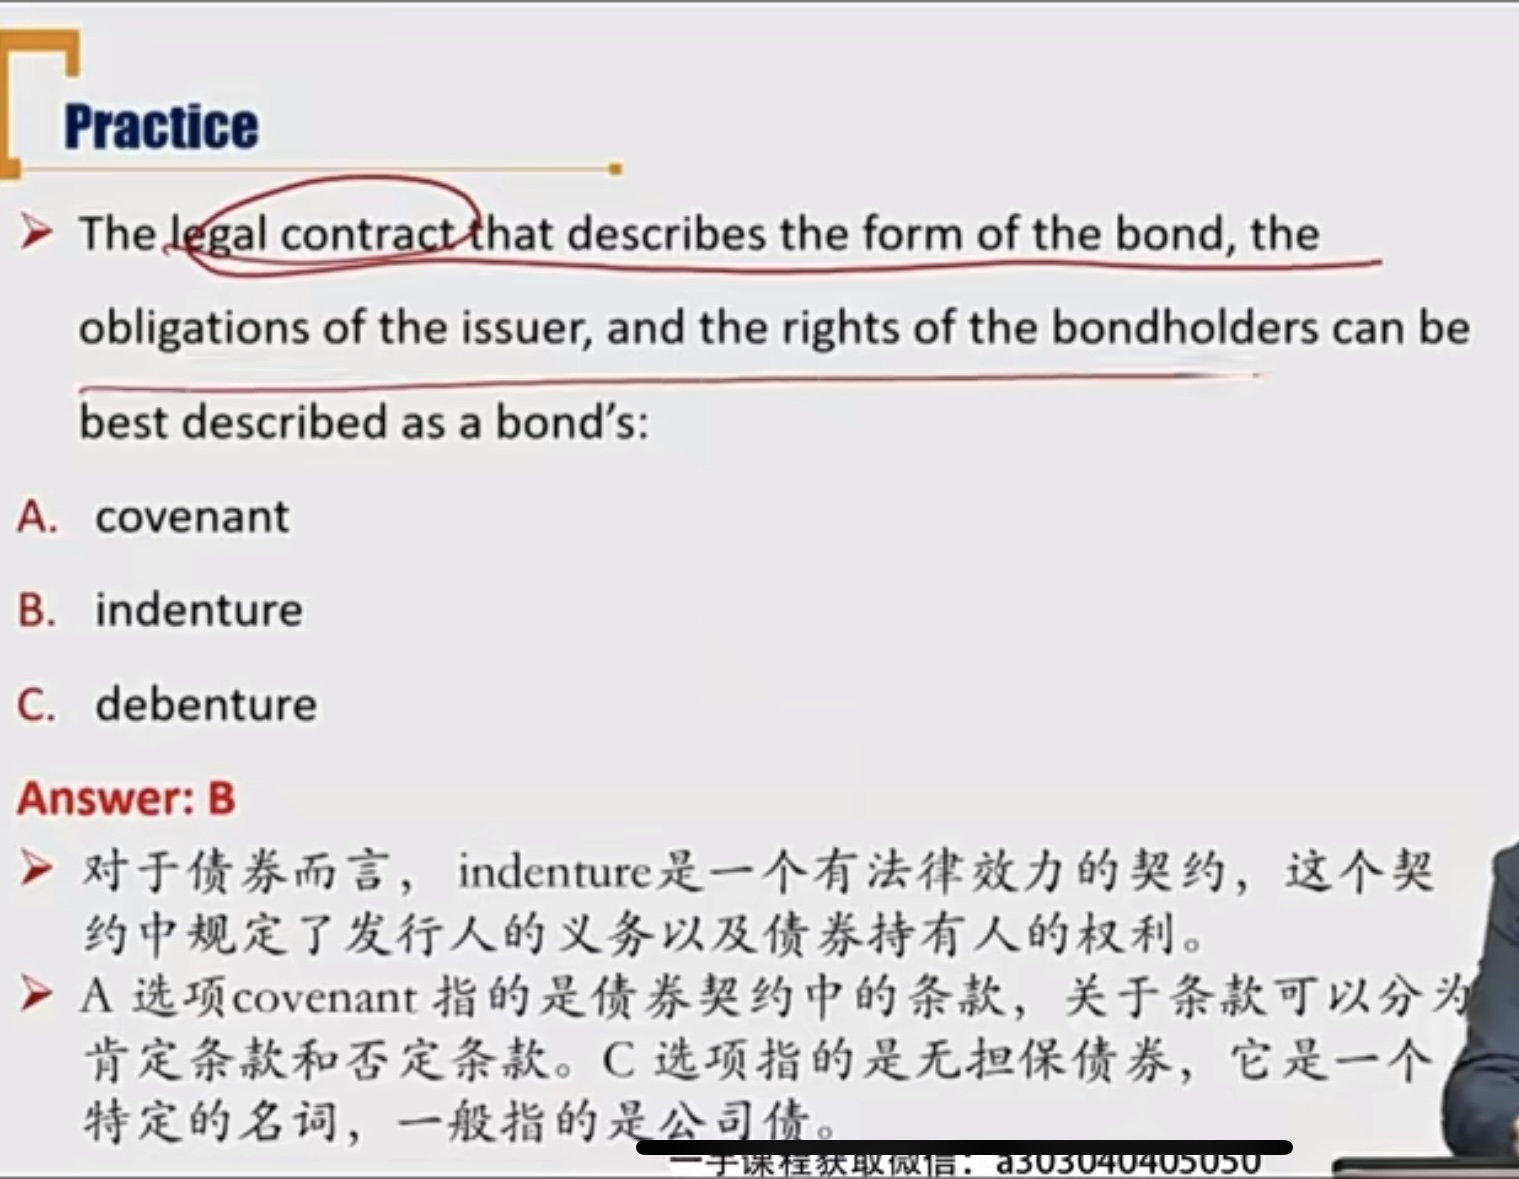 Practice
The legal contract that describes the form of the bond, the
obligations of the issuer, and the rights of the bondholders can be
best described as a bond's:
A. covenant
B. indenture
C. debenture
Answer: B
对于债券而言，indenture是一个有法律效力的契约，这个契
约中规定了发行人的义务以及债券持有人的权利。
A 选项covenant 指的是债券契约中的条款，关于条款可以分为
肯定条款和否定条款。C 选项指的是无担保债券，它是一个
特定的名词，一般指的是公司债。
一手课程获取微信：a303040405050